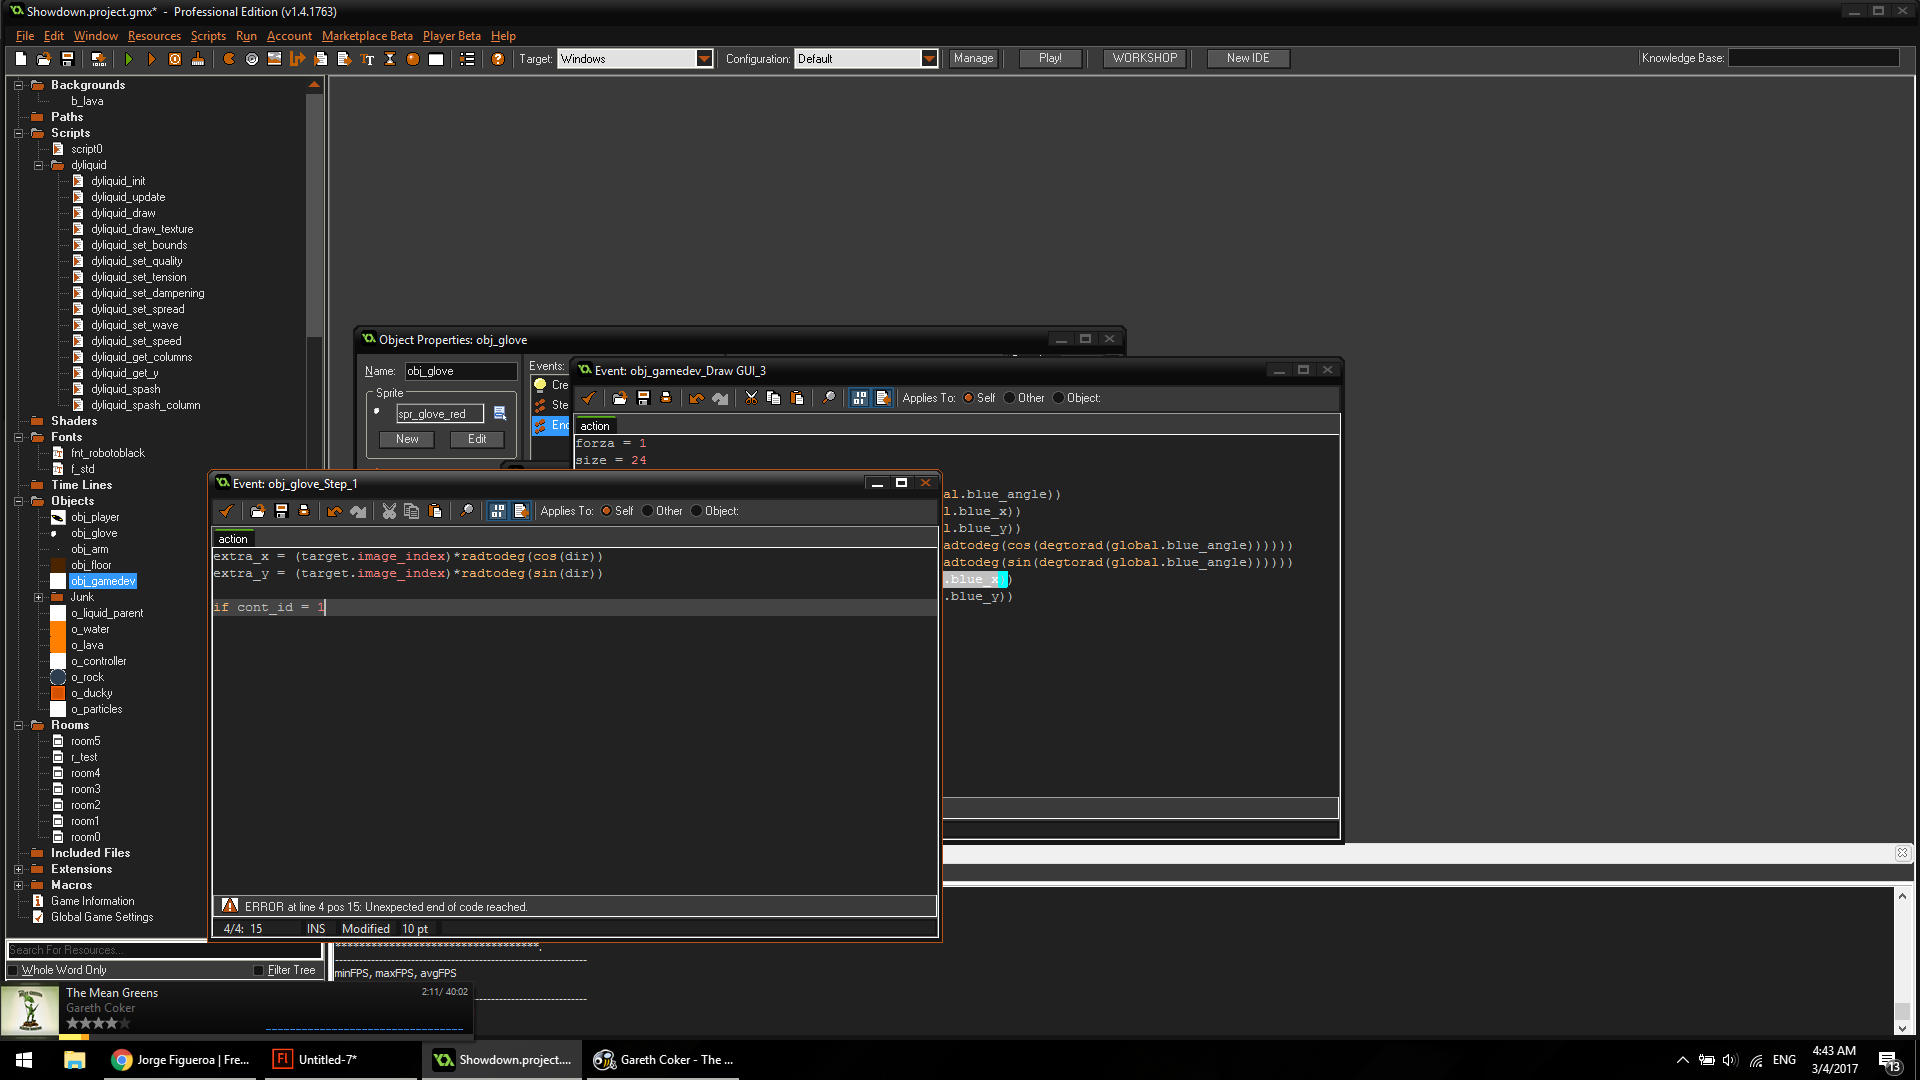 Showdown.project.gmx* - Professional Edition (v1.4.1763)
File Edit Window Resources Scripts Run Account Marketplace Beta Player Beta Help
Target: Windows Configuration: Default Manage Play! WORKSHOP New IDE Knowledge Base:
Backgrounds
b_lava
Paths
Scripts
script0
dyliquid
dyliquid_init
dyliquid_update
dyliquid_draw
dyliquid_draw_texture
dyliquid_set_bounds
dyliquid_set_quality
dyliquid_set_tension
dyliquid_set_dampening
dyliquid_set_spread
dyliquid_set_wave
dyliquid_set_speed
dyliquid_get_columns
dyliquid_get_y
dyliquid_spash
dyliquid_spash_column
Shaders
Fonts
fnt_robotoblack
f_std
Time Lines
Objects
obj_player
obj_glove
obj_arm
obj_floor
obj_gamedev
Junk
o_liquid_parent
o_water
o_lava
o_controller
o_rock
o_ducky
o_particles
Rooms
room5
r_test
room4
room3
room2
room1
room0
Included Files
Extensions
Macros
Game Information
Global Game Settings
Search For Resources...
Whole Word Only Filter Tree
Object Properties: obj_glove
Name: obj_glove
Sprite
spr_glove_red
New Edit
Events:
Cre
Ste
End
Event: obj_gamedev_Draw GUI_3
Applies To: Self Other Object:
action
forza = 1
size = 24
al.blue_angle))
l.blue_x))
l.blue_y))
adtodeg(cos(degtorad(global.blue_angle))))))
adtodeg(sin(degtorad(global.blue_angle))))))
.blue_x))
.blue_y))
Event: obj_glove_Step_1
Applies To: Self Other Object:
action
extra_x = (target.image_index)*radtodeg(cos(dir))
extra_y = (target.image_index)*radtodeg(sin(dir))
if cont_id = 1
ERROR at line 4 pos 15: Unexpected end of code reached.
4/4: 15 INS Modified 10 pt
minFPS, maxFPS, avgFPS
The Mean Greens 2:11/ 40:02
Gareth Coker
Jorge Figueroa | Fre...
Untitled-7*
Showdown.project....
Gareth Coker - The ...
ENG
4:43 AM
3/4/2017
13